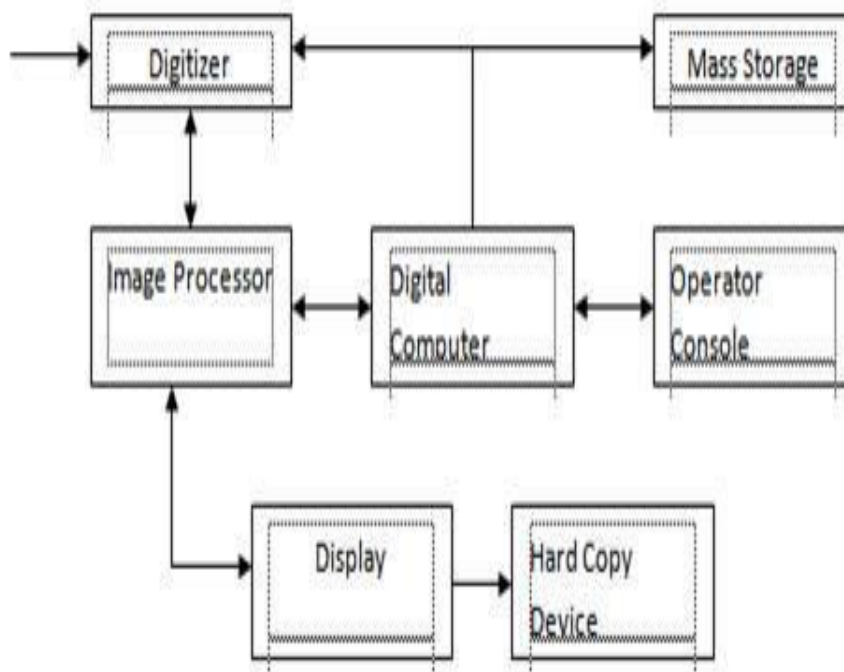 Digitizer
Mass Storage
Image Processor
Digital
Computer
Operator
Console
Display
Hard Copy
Device